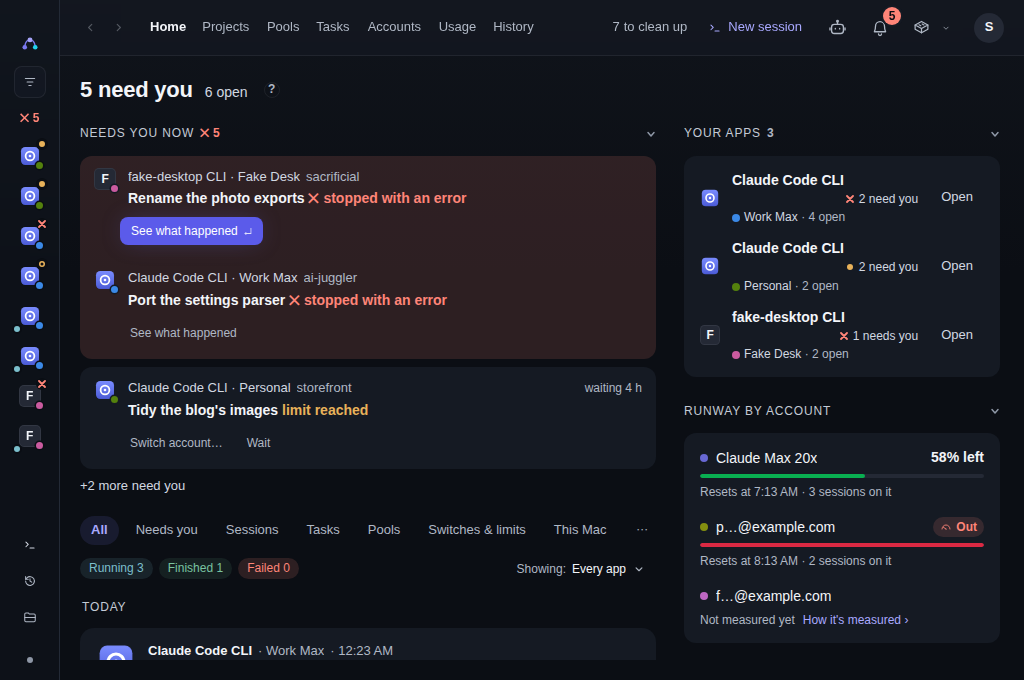 Home Projects Pools Tasks Accounts Usage History 7 to clean up New session 5 S
5 need you 6 open ?
5
NEEDS YOU NOW 5
F fake-desktop CLI · Fake Desk sacrificial
Rename the photo exports stopped with an error
See what happened
Claude Code CLI · Work Max ai-juggler
Port the settings parser stopped with an error
See what happened
Claude Code CLI · Personal storefront waiting 4 h
Tidy the blog's images limit reached
Switch account… Wait
+2 more need you
All Needs you Sessions Tasks Pools Switches & limits This Mac ···
Running 3 Finished 1 Failed 0 Showing: Every app
TODAY
Claude Code CLI · Work Max · 12:23 AM
YOUR APPS 3
Claude Code CLI
2 need you Open
Work Max · 4 open
Claude Code CLI
2 need you Open
Personal · 2 open
fake-desktop CLI
F 1 needs you Open
Fake Desk · 2 open
RUNWAY BY ACCOUNT
Claude Max 20x 58% left
Resets at 7:13 AM · 3 sessions on it
p…@example.com Out
Resets at 8:13 AM · 2 sessions on it
f…@example.com
Not measured yet How it's measured ›
F
F